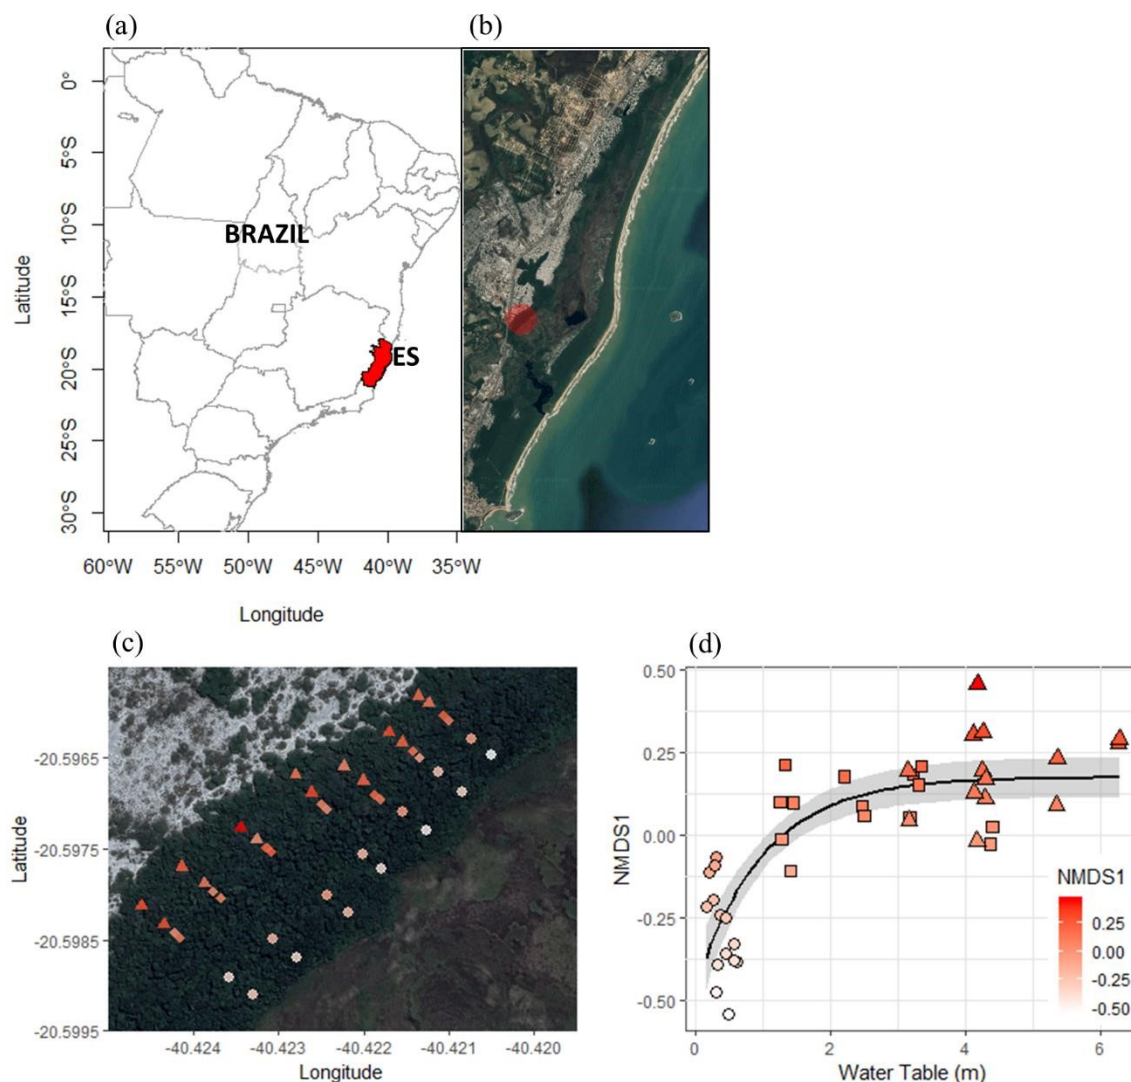 (a)
(b)
0°
5°S
10°S
15°S
20°S
25°S
30°S
Latitude
BRAZIL
ES
60°W 50°W 45°W 40°W 35°W
Longitude
(c)
(d)
-20.5965
-20.5975
-20.5985
-20.5995
Latitude
-40.424 -40.423 -40.422 -40.421 -40.420
Longitude
0.50
0.25
0.00
-0.25
-0.50
NMDS1
NMDS1
0.25
0.00
-0.25
-0.50
0 2 4 6
Water Table (m)